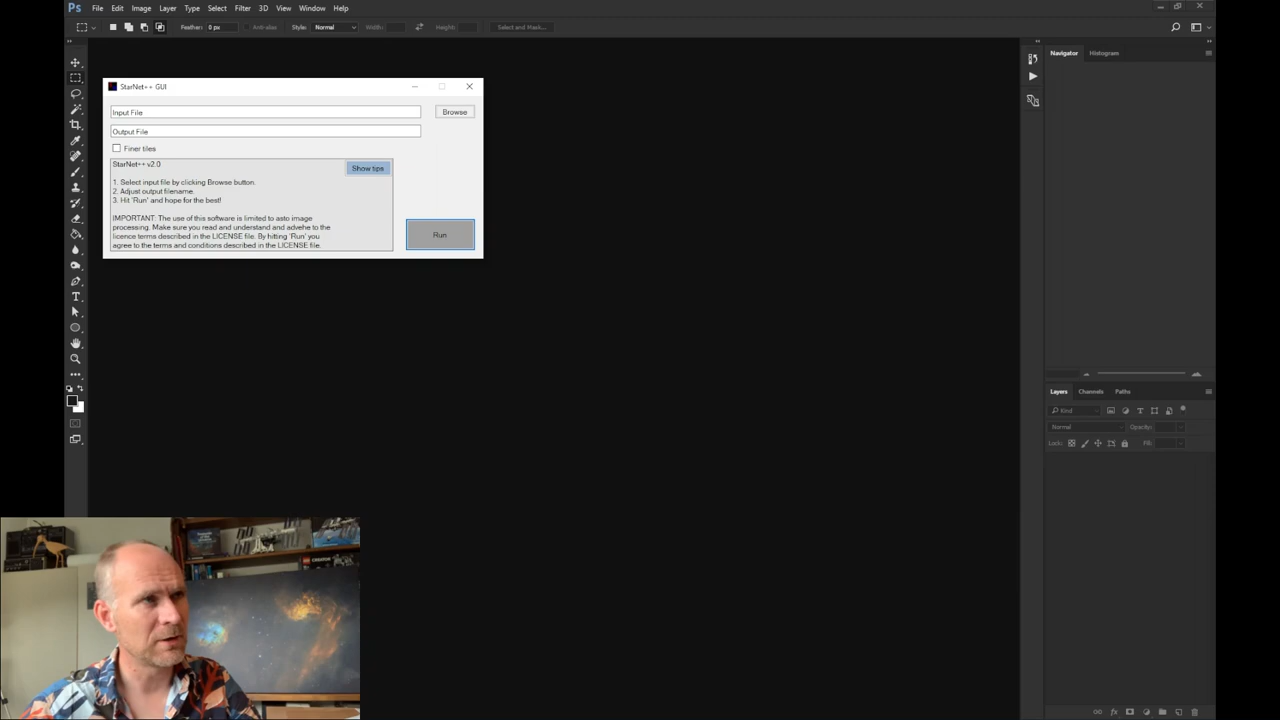 Ps File Edit Image Layer Type Select Filter 3D View Window Help
Feather: 0 px Anti-alias Style: Normal Width: Height: Select and Mask...
Navigator Histogram
StarNet++ GUI
Input File Browse
Output File
Finer tiles
StarNet++ v2.0
Show tips
1. Select input file by clicking Browse button.
2. Adjust output filename.
3. Hit 'Run' and hope for the best!
IMPORTANT: The use of this software is limited to asto image
processing. Make sure you read and understand and advehe to the
licence terms described in the LICENSE file. By hitting 'Run' you
agree to the terms and conditions described in the LICENSE file.
Run
Layers Channels Paths
Kind
Normal Opacity:
Lock: Fill:
fx